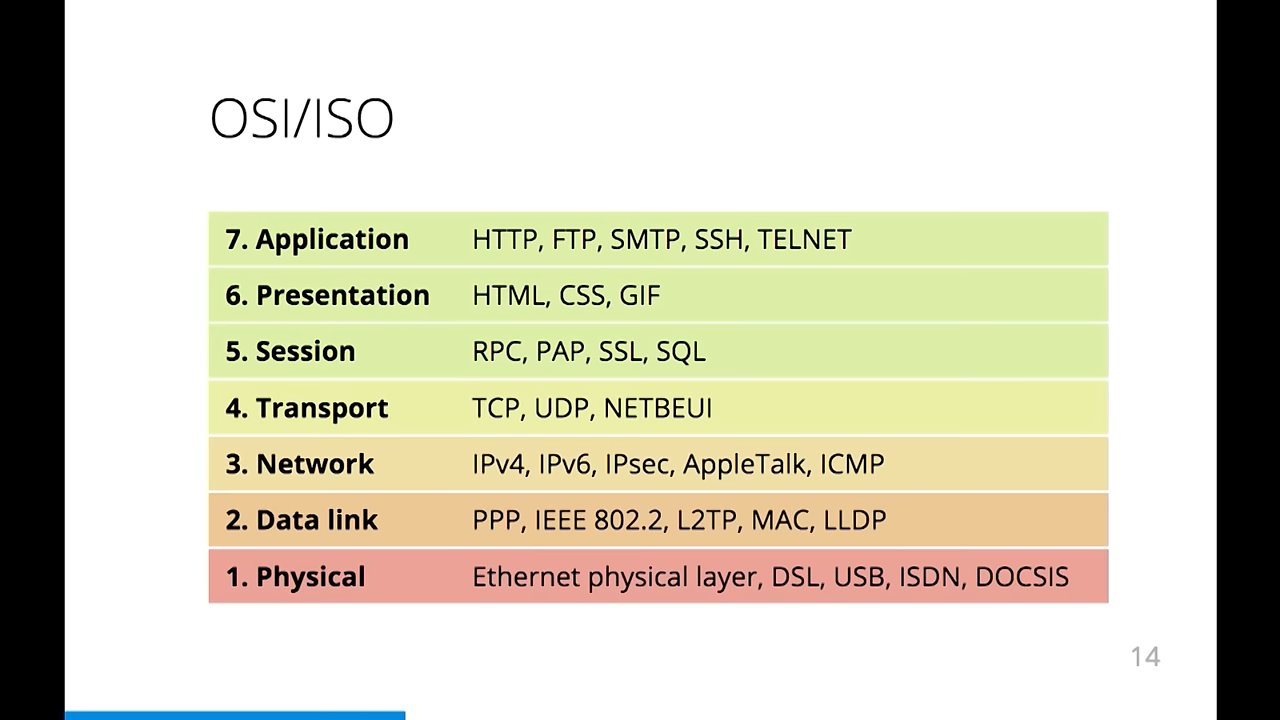 OSI/ISO
7. Application HTTP, FTP, SMTP, SSH, TELNET
6. Presentation HTML, CSS, GIF
5. Session RPC, PAP, SSL, SQL
4. Transport TCP, UDP, NETBEUI
3. Network IPv4, IPv6, IPsec, AppleTalk, ICMP
2. Data link PPP, IEEE 802.2, L2TP, MAC, LLDP
1. Physical Ethernet physical layer, DSL, USB, ISDN, DOCSIS
14